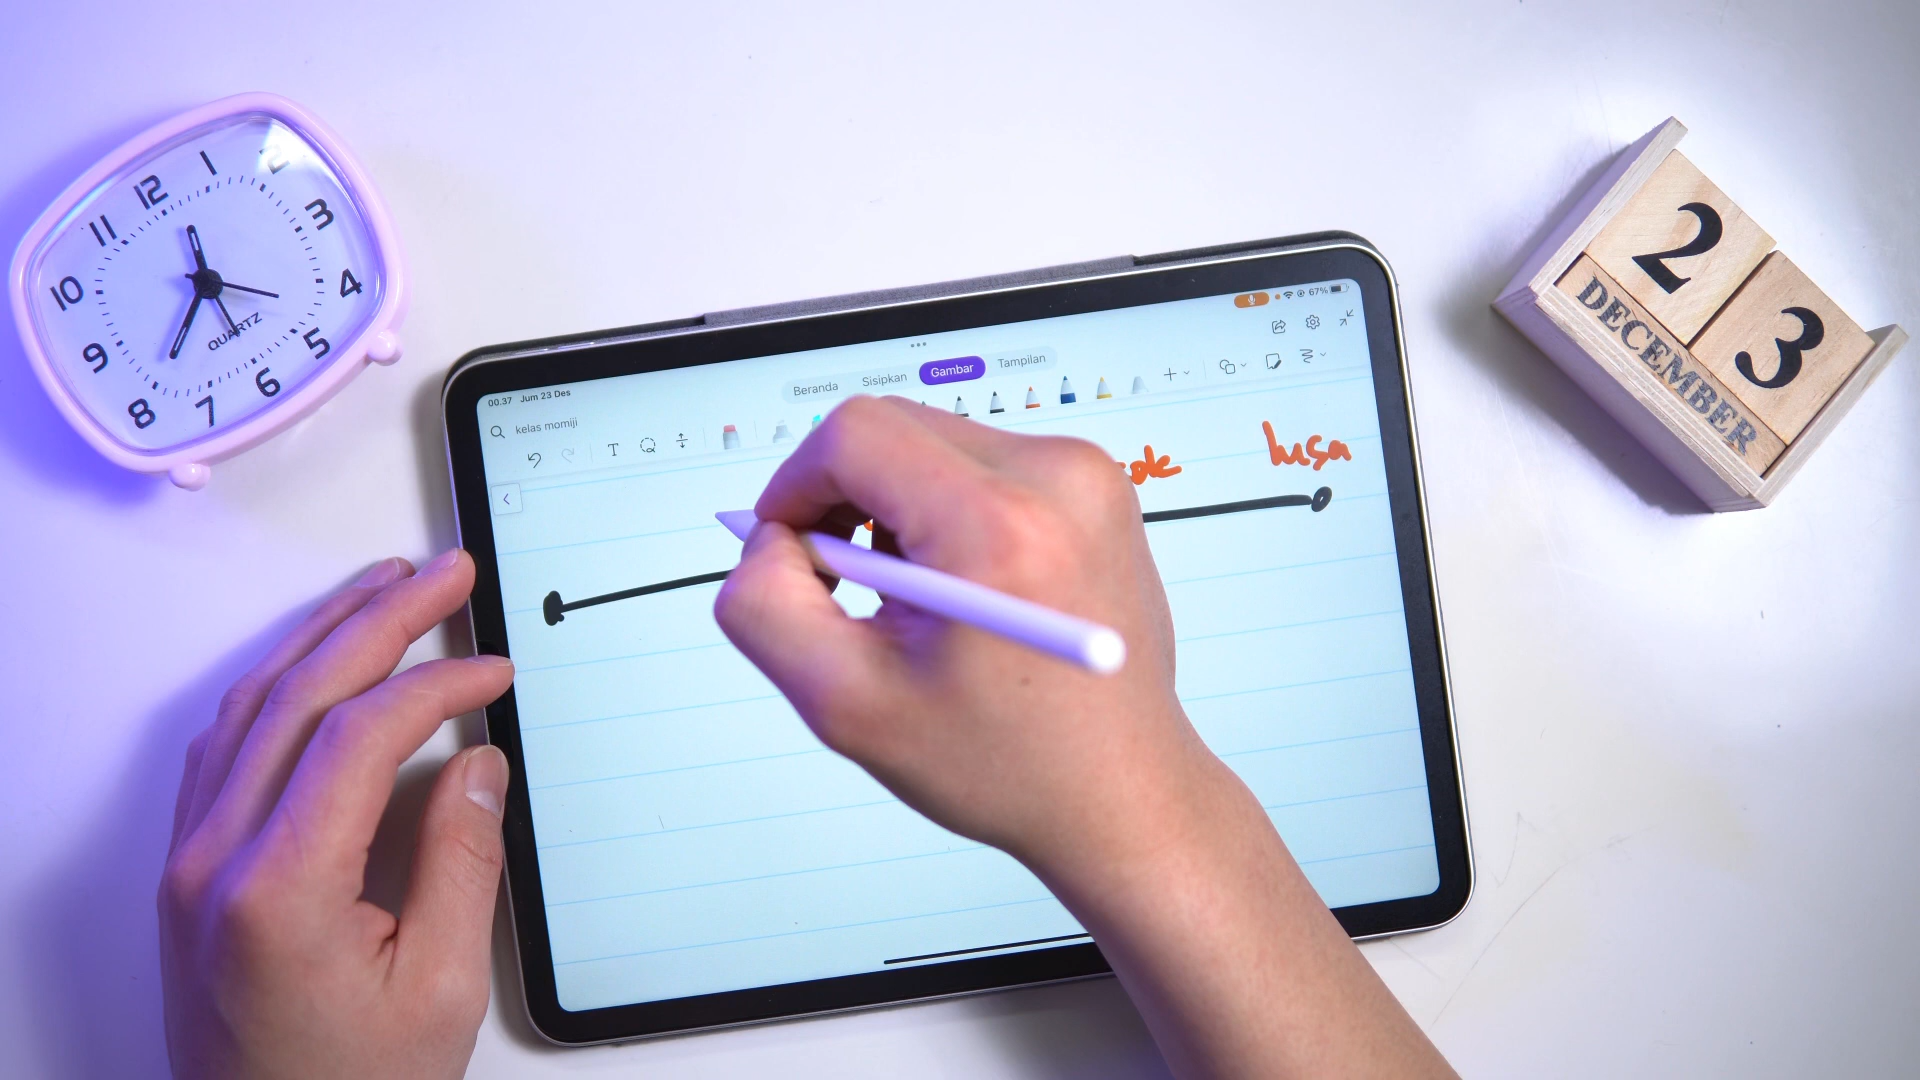 12 1 2 3 4 5 6 7 8 9 10 11
QUARTZ
00.37 Jum 23 Des
67%
Beranda Sisipkan Gambar Tampilan
kelas momiji
T
lusa
2 3
DECEMBER